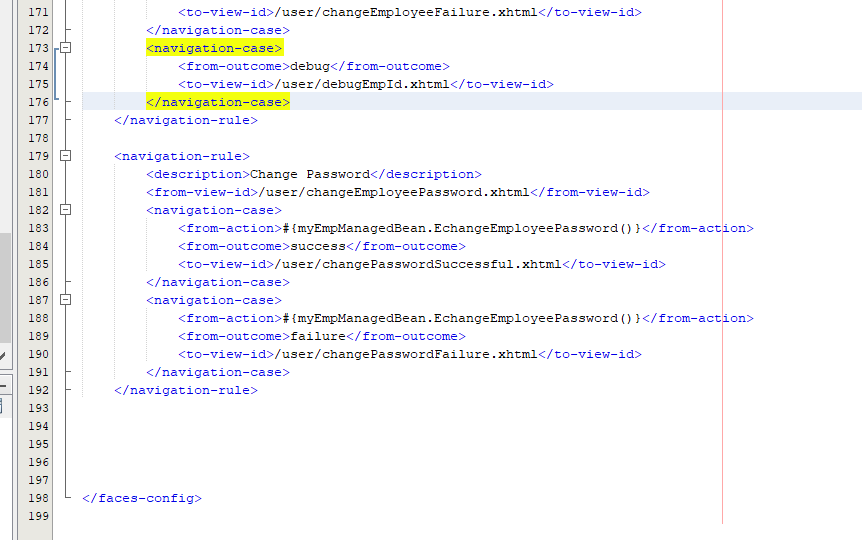 171 <to-view-id>/user/changeEmployeeFailure.xhtml</to-view-id>
172 </navigation-case>
173 <navigation-case>
174 <from-outcome>debug</from-outcome>
175 <to-view-id>/user/debugEmpId.xhtml</to-view-id>
176 </navigation-case>
177 </navigation-rule>
178
179 <navigation-rule>
180 <description>Change Password</description>
181 <from-view-id>/user/changeEmployeePassword.xhtml</from-view-id>
182 <navigation-case>
183 <from-action>#{myEmpManagedBean.EchangeEmployeePassword()}</from-action>
184 <from-outcome>success</from-outcome>
185 <to-view-id>/user/changePasswordSuccessful.xhtml</to-view-id>
186 </navigation-case>
187 <navigation-case>
188 <from-action>#{myEmpManagedBean.EchangeEmployeePassword()}</from-action>
189 <from-outcome>failure</from-outcome>
190 <to-view-id>/user/changePasswordFailure.xhtml</to-view-id>
191 </navigation-case>
192 </navigation-rule>
193
194
195
196
197
198 </faces-config>
199